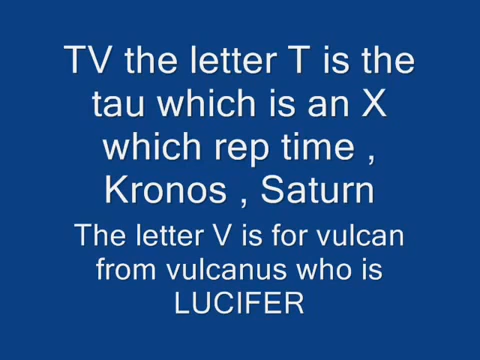 TV the letter T is the
tau which is an X
which rep time ,
Kronos , Saturn
The letter V is for vulcan
from vulcanus who is
LUCIFER